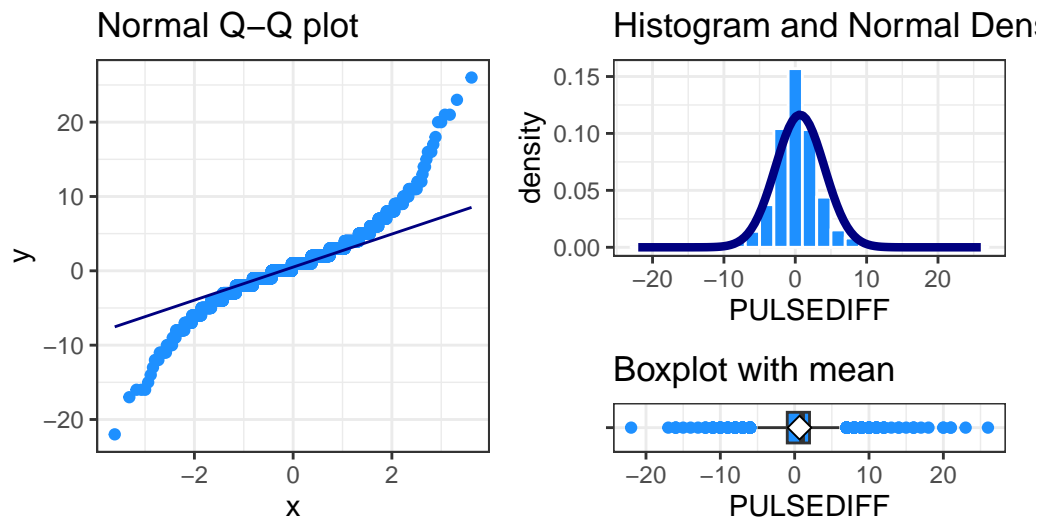 Normal Q−Q plot
20
10
0
−10
−20
−2
0
2
x
y
Histogram and Normal Dens
0.15
0.10
0.05
0.00
−20
−10
0
10
20
PULSEDIFF
density
Boxplot with mean
−20
−10
0
10
20
PULSEDIFF